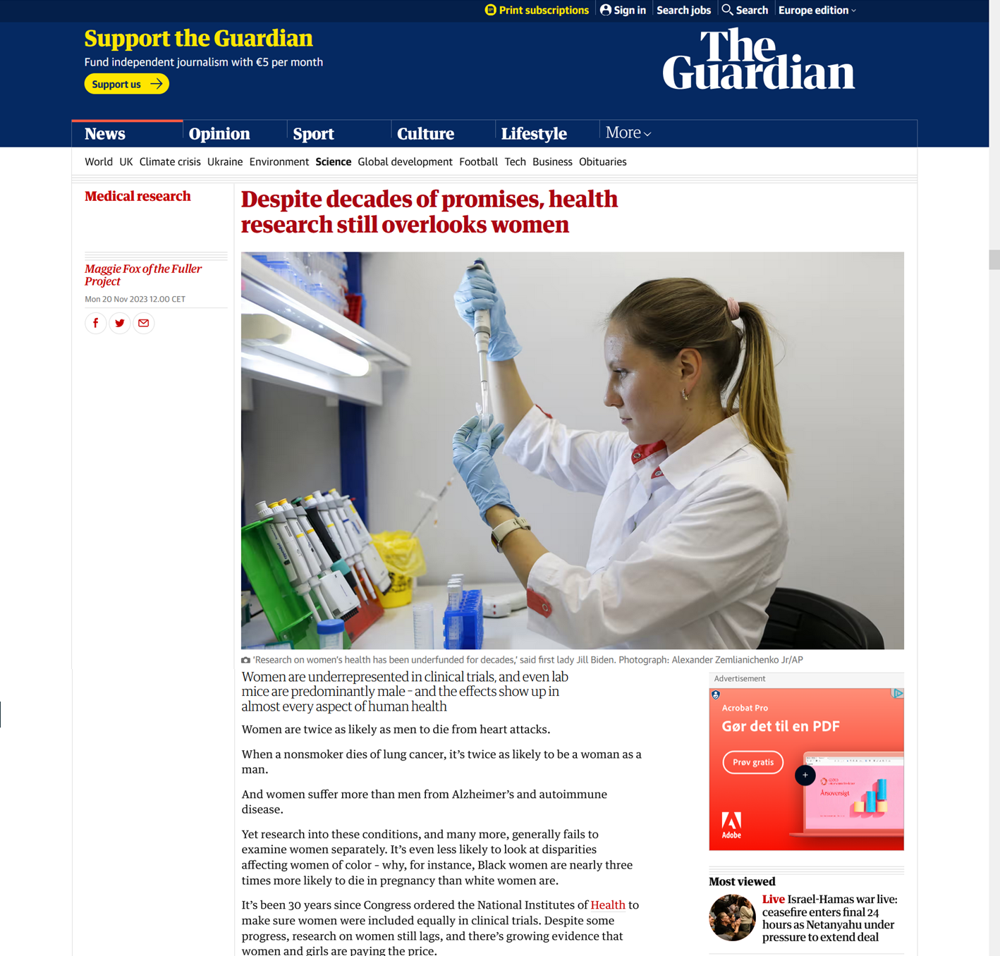 Print subscriptions
Sign in
Search jobs
Search
Europe edition
Support the Guardian
Fund independent journalism with €5 per month
Support us
The
Guardian
News
Opinion
Sport
Culture
Lifestyle
More
World UK Climate crisis Ukraine Environment Science Global development Football Tech Business Obituaries
Medical research
Despite decades of promises, health
research still overlooks women
Maggie Fox of the Fuller
Project
Mon 20 Nov 2023 12.00 CET
'Research on women's health has been underfunded for decades,' said first lady Jill Biden. Photograph: Alexander Zemlianichenko Jr/AP
Women are underrepresented in clinical trials, and even lab
mice are predominantly male – and the effects show up in
almost every aspect of human health
Women are twice as likely as men to die from heart attacks.
When a nonsmoker dies of lung cancer, it's twice as likely to be a woman as a
man.
And women suffer more than men from Alzheimer's and autoimmune
disease.
Yet research into these conditions, and many more, generally fails to
examine women separately. It's even less likely to look at disparities
affecting women of color – why, for instance, Black women are nearly three
times more likely to die in pregnancy than white women are.
It's been 30 years since Congress ordered the National Institutes of Health to
make sure women were included equally in clinical trials. Despite some
progress, research on women still lags, and there's growing evidence that
women and girls are paying the price.
Advertisement
Acrobat Pro
Gør det til en PDF
Prøv gratis
Årsoversigt
Adobe
Most viewed
Live Israel-Hamas war live:
ceasefire enters final 24
hours as Netanyahu under
pressure to extend deal